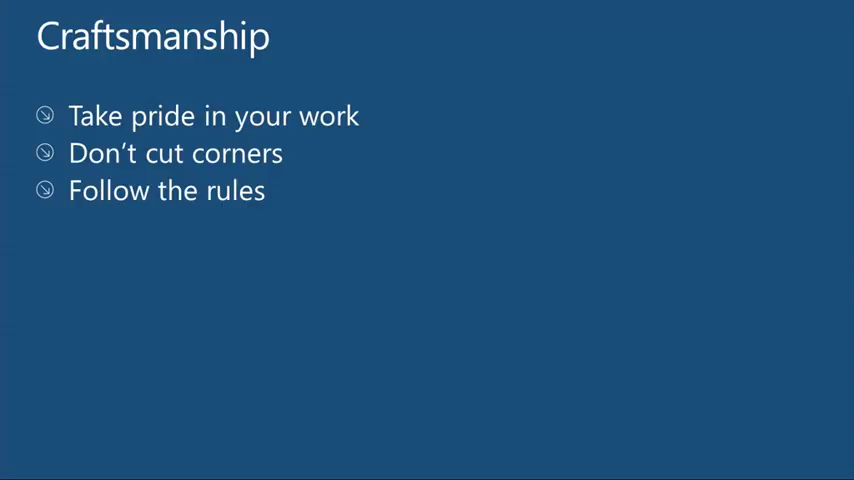 Craftsmanship
Take pride in your work
Don’t cut corners
Follow the rules